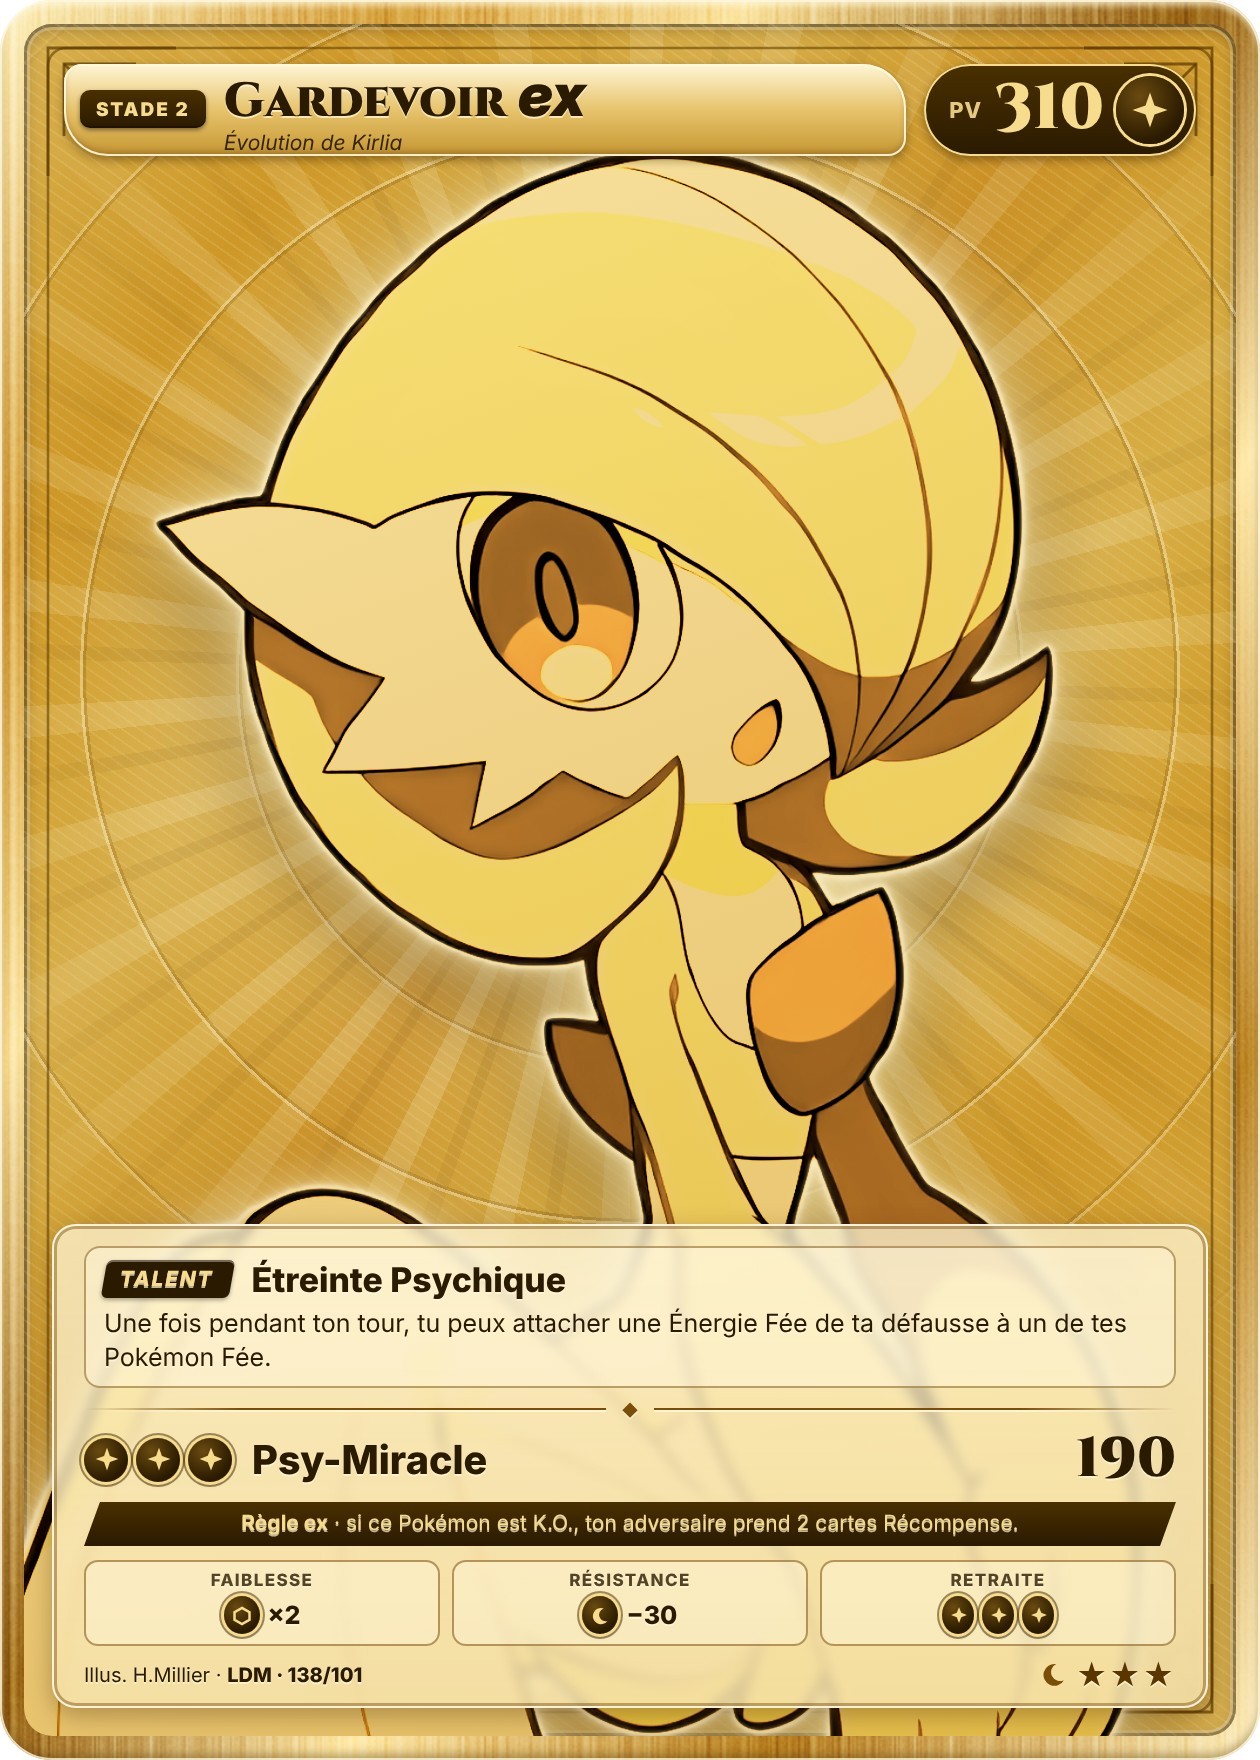 STADE 2
Gardevoir ex
PV 310
Évolution de Kirlia
TALENT Étreinte Psychique
Une fois pendant ton tour, tu peux attacher une Énergie Fée de ta défausse à un de tes
Pokémon Fée.
Psy-Miracle 190
Règle ex · si ce Pokémon est K.O., ton adversaire prend 2 cartes Récompense.
FAIBLESSE
×2
RÉSISTANCE
−30
RETRAITE
Illus. H.Millier · LDM · 138/101